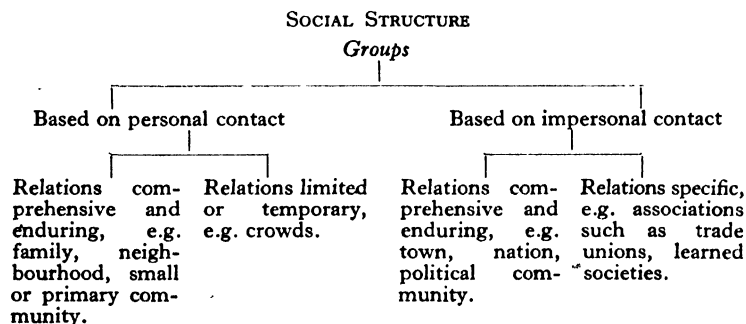 SOCIAL STRUCTURE
Groups
Based on personal contact
Based on impersonal contact
Relations com-
prehensive and
enduring, e.g.
family, neigh-
bourhood, small
or primary com-
munity.
Relations limited
or temporary,
e.g. crowds.
Relations com-
prehensive and
enduring, e.g.
town, nation,
political com-
munity.
Relations specific,
e.g. associations
such as trade
unions, learned
societies.